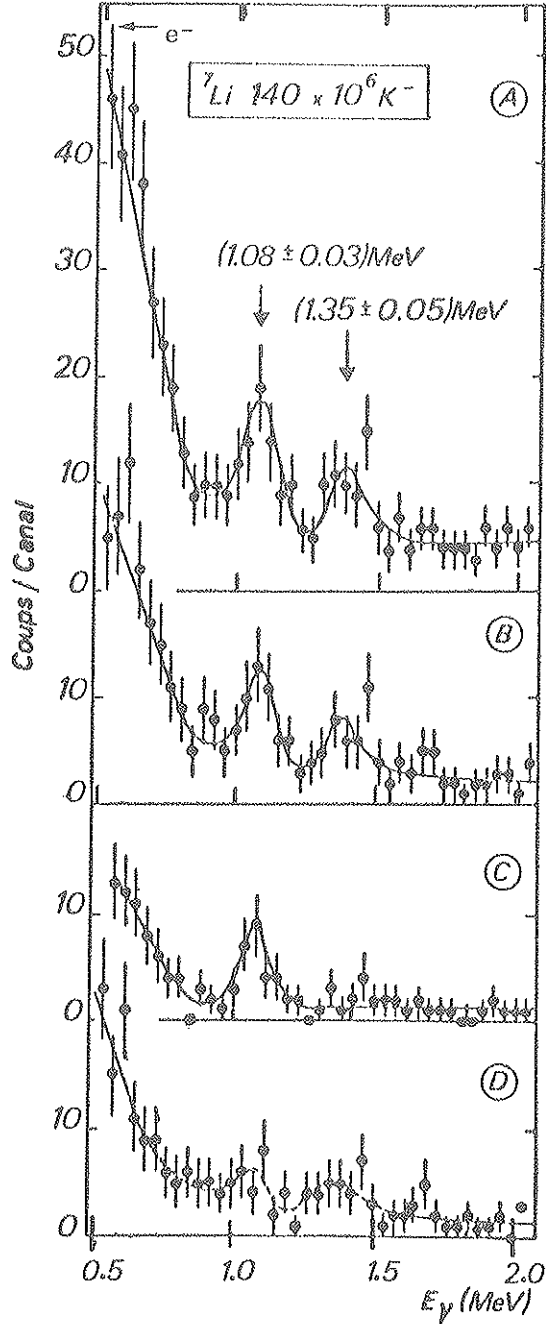 50
e⁻
⁷Li 140 × 10⁶ K⁻
A
40
(1.08 ± 0.03) MeV
30
(1.35 ± 0.05) MeV
20
10
0
B
10
0
C
10
0
D
10
0
Coups / Canal
0.5 1.0 1.5 2.0
Eγ (MeV)